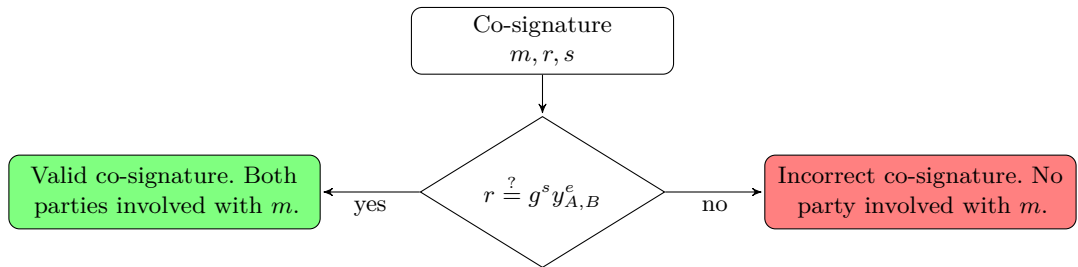 Co-signature
m, r, s
r ≟ g^s y^e_{A,B}
Valid co-signature. Both
parties involved with m.
yes
no
Incorrect co-signature. No
party involved with m.